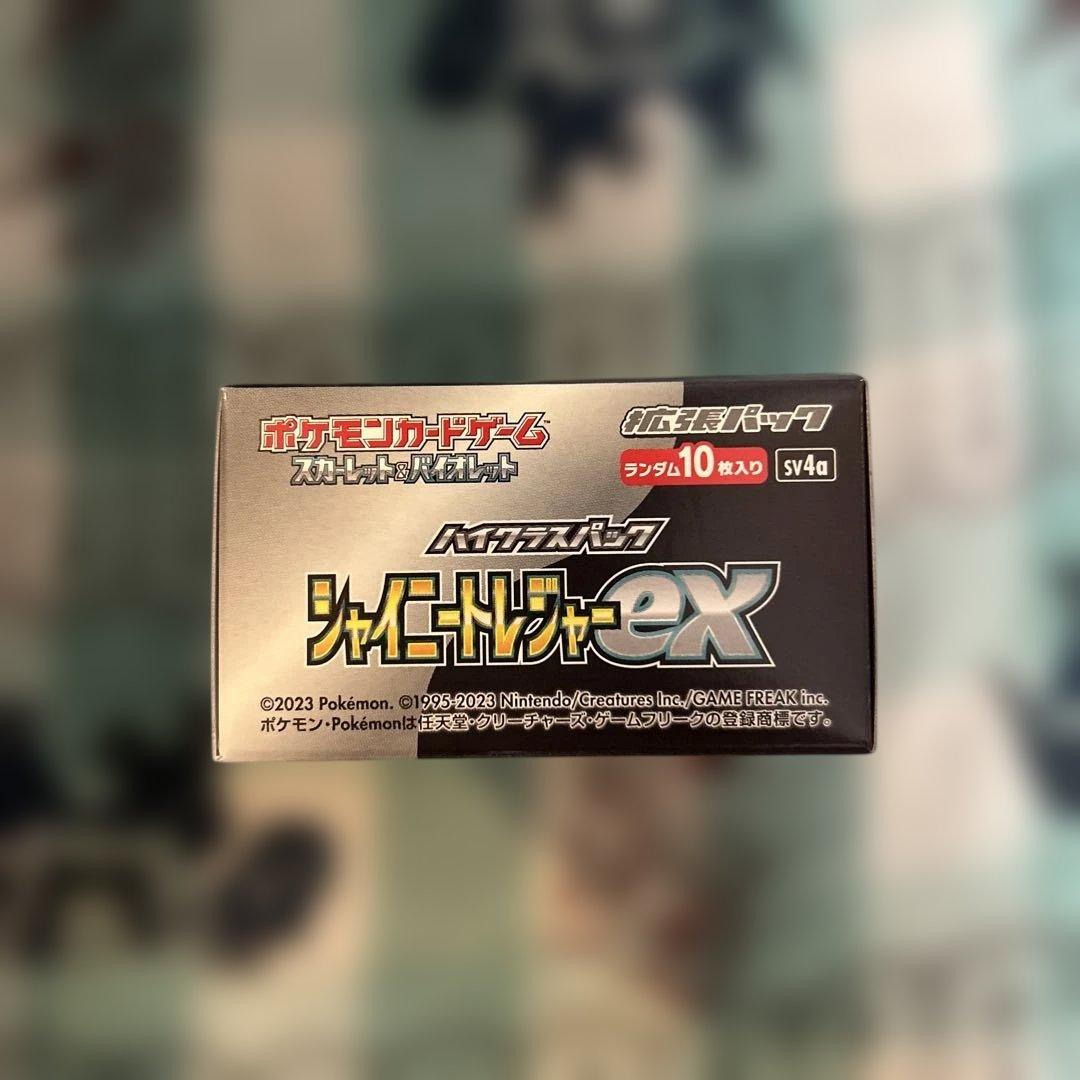 ポケモンカードゲーム™
スカーレット&バイオレット
拡張パック
ランダム10枚入り
SV4a
ハイクラスパック
シャイニートレジャーex
©2023 Pokémon. ©1995-2023 Nintendo/Creatures Inc./GAME FREAK inc.
ポケモン・Pokémonは任天堂・クリーチャーズ・ゲームフリークの登録商標です。